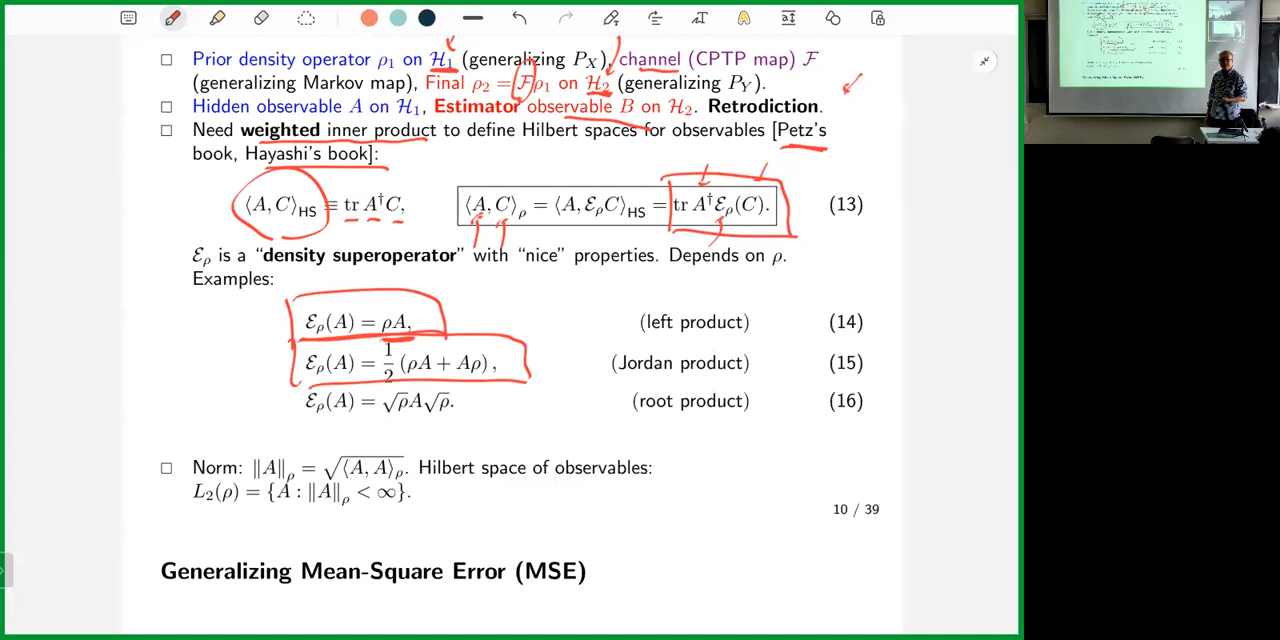 □ Prior density operator ρ₁ on ℋ₁ (generalizing P_X), channel (CPTP map) ℱ
(generalizing Markov map), Final ρ₂ = ℱρ₁ on ℋ₂ (generalizing P_Y).
□ Hidden observable A on ℋ₁, Estimator observable B on ℋ₂. Retrodiction.
□ Need weighted inner product to define Hilbert spaces for observables [Petz's
book, Hayashi's book]:
⟨A, C⟩_HS ≡ tr A†C, ⟨A, C⟩_ρ = ⟨A, ℰ_ρC⟩_HS = tr A†ℰ_ρ(C). (13)
ℰ_ρ is a “density superoperator” with “nice” properties. Depends on ρ.
Examples:
ℰ_ρ(A) = ρA, (left product) (14)
ℰ_ρ(A) = 1/2 (ρA + Aρ), (Jordan product) (15)
ℰ_ρ(A) = √ρA√ρ. (root product) (16)
□ Norm: ‖A‖_ρ = √⟨A, A⟩_ρ. Hilbert space of observables:
L₂(ρ) = {A : ‖A‖_ρ < ∞}.
10 / 39
Generalizing Mean-Square Error (MSE)